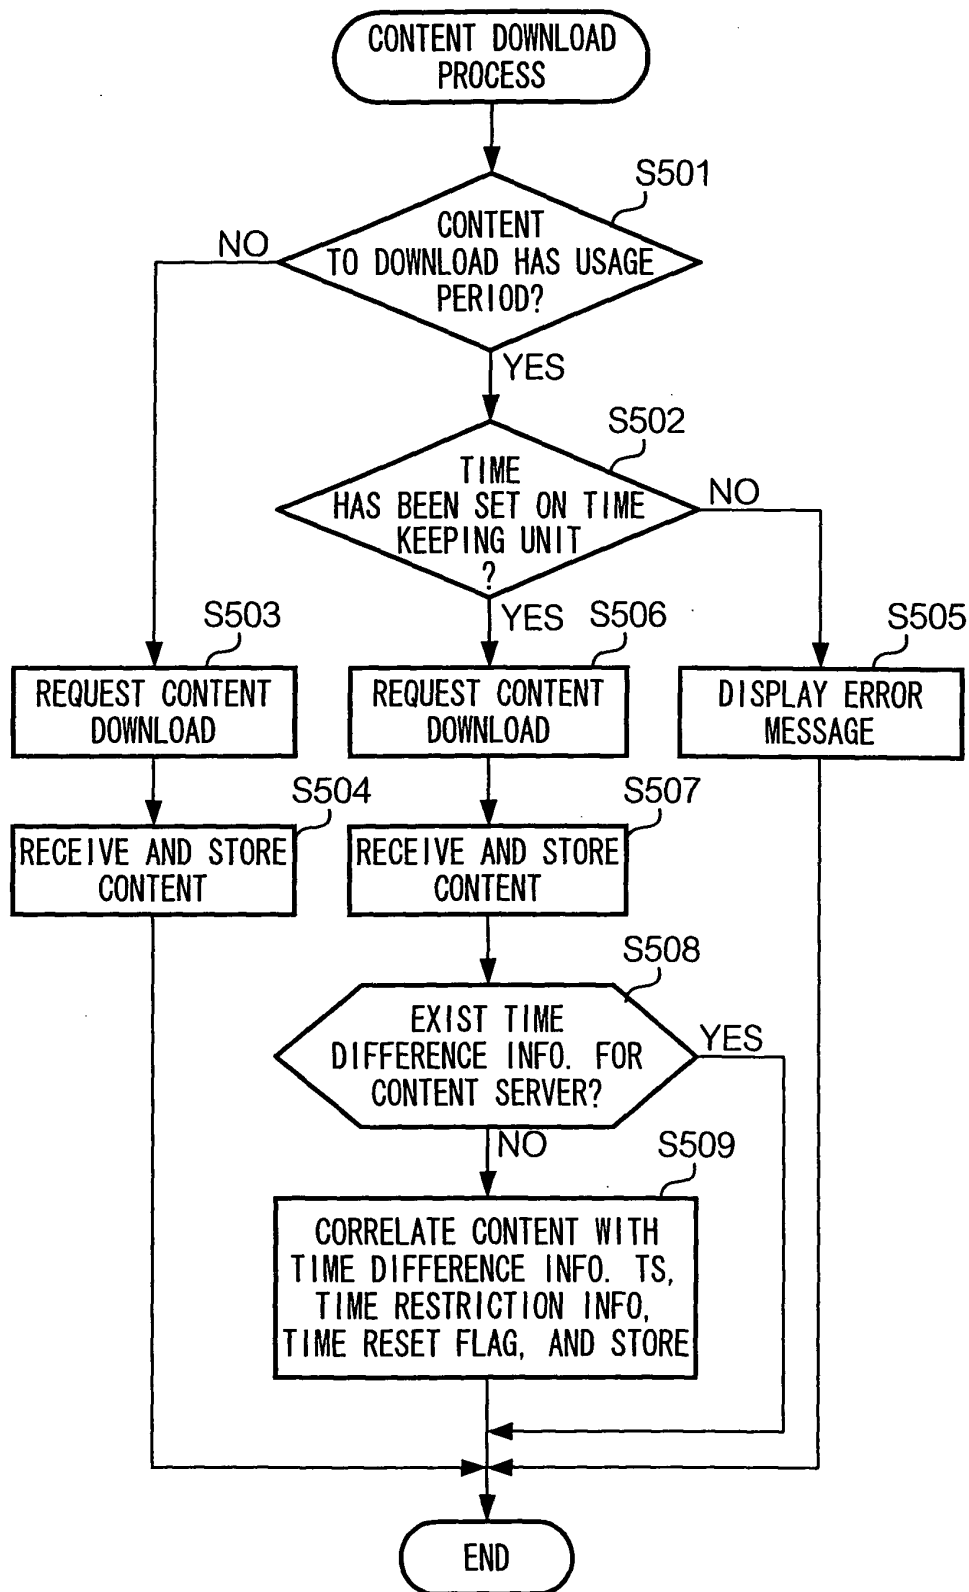 CONTENT DOWNLOAD
PROCESS
S501
CONTENT
TO DOWNLOAD HAS USAGE
PERIOD?
NO
YES
S502
TIME
HAS BEEN SET ON TIME
KEEPING UNIT
?
NO
YES
S503
REQUEST CONTENT
DOWNLOAD
S506
REQUEST CONTENT
DOWNLOAD
S505
DISPLAY ERROR
MESSAGE
S504
RECEIVE AND STORE
CONTENT
S507
RECEIVE AND STORE
CONTENT
S508
EXIST TIME
DIFFERENCE INFO. FOR
CONTENT SERVER?
YES
NO
S509
CORRELATE CONTENT WITH
TIME DIFFERENCE INFO. TS,
TIME RESTRICTION INFO,
TIME RESET FLAG, AND STORE
END